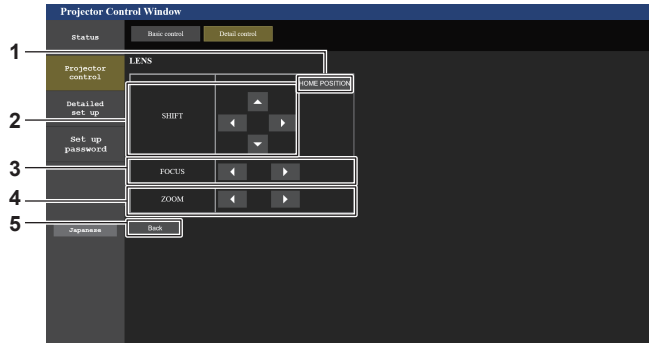 Projector Control Window
Status
Basic control
Detail control
1
LENS
Projector
control
HOME POSITION
Detailed
set up
2
SHIFT
Set up
password
3
FOCUS
4
ZOOM
5
Japanese
Back